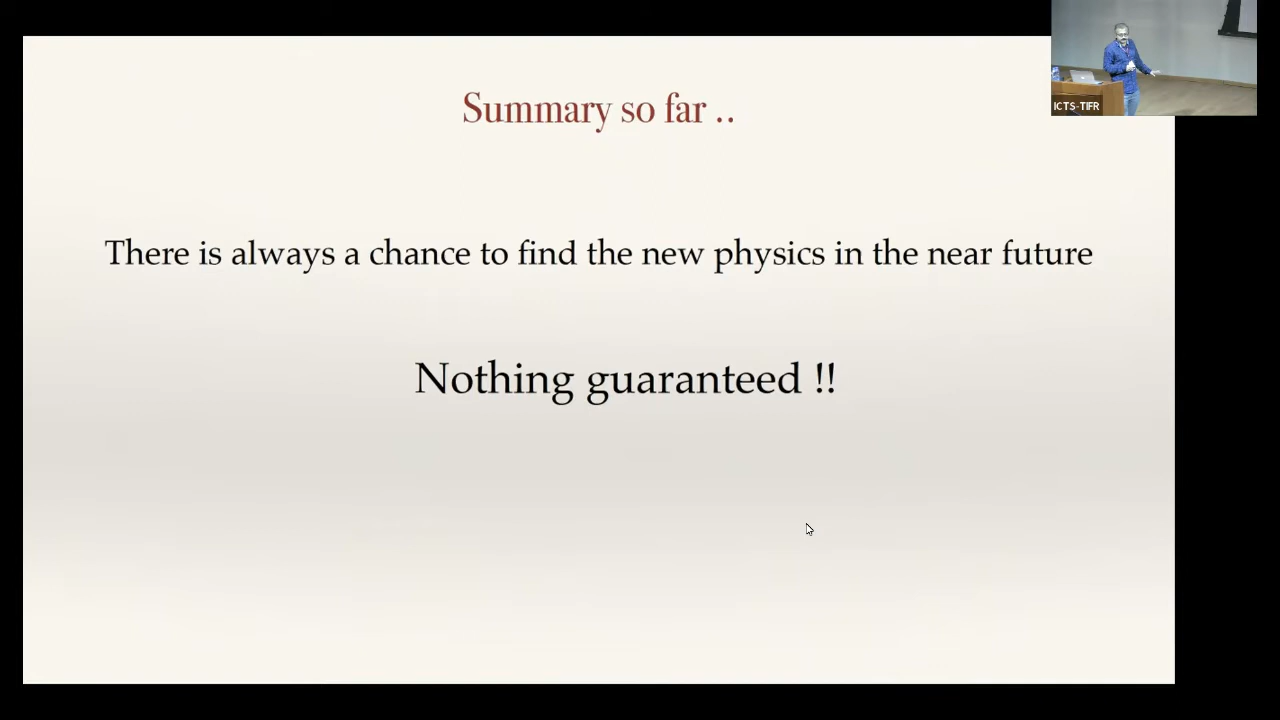 Summary so far ..
ICTS-TIFR
There is always a chance to find the new physics in the near future
Nothing guaranteed !!